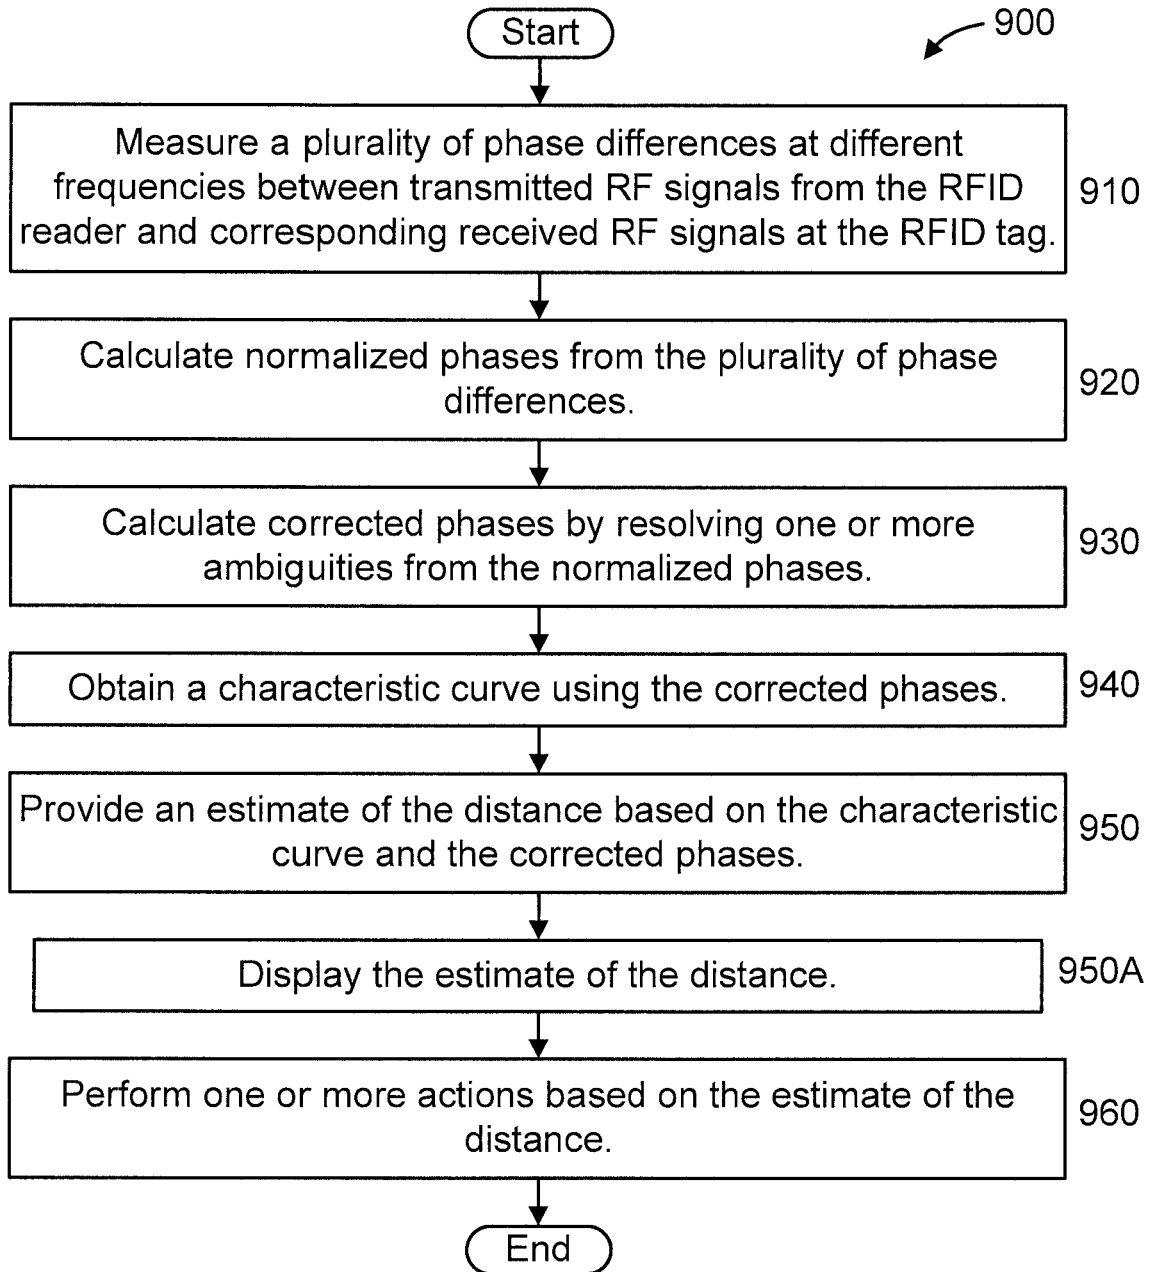 Start
900
Measure a plurality of phase differences at different
frequencies between transmitted RF signals from the RFID
reader and corresponding received RF signals at the RFID tag.
910
Calculate normalized phases from the plurality of phase
differences.
920
Calculate corrected phases by resolving one or more
ambiguities from the normalized phases.
930
Obtain a characteristic curve using the corrected phases.
940
Provide an estimate of the distance based on the characteristic
curve and the corrected phases.
950
Display the estimate of the distance.
950A
Perform one or more actions based on the estimate of the
distance.
960
End